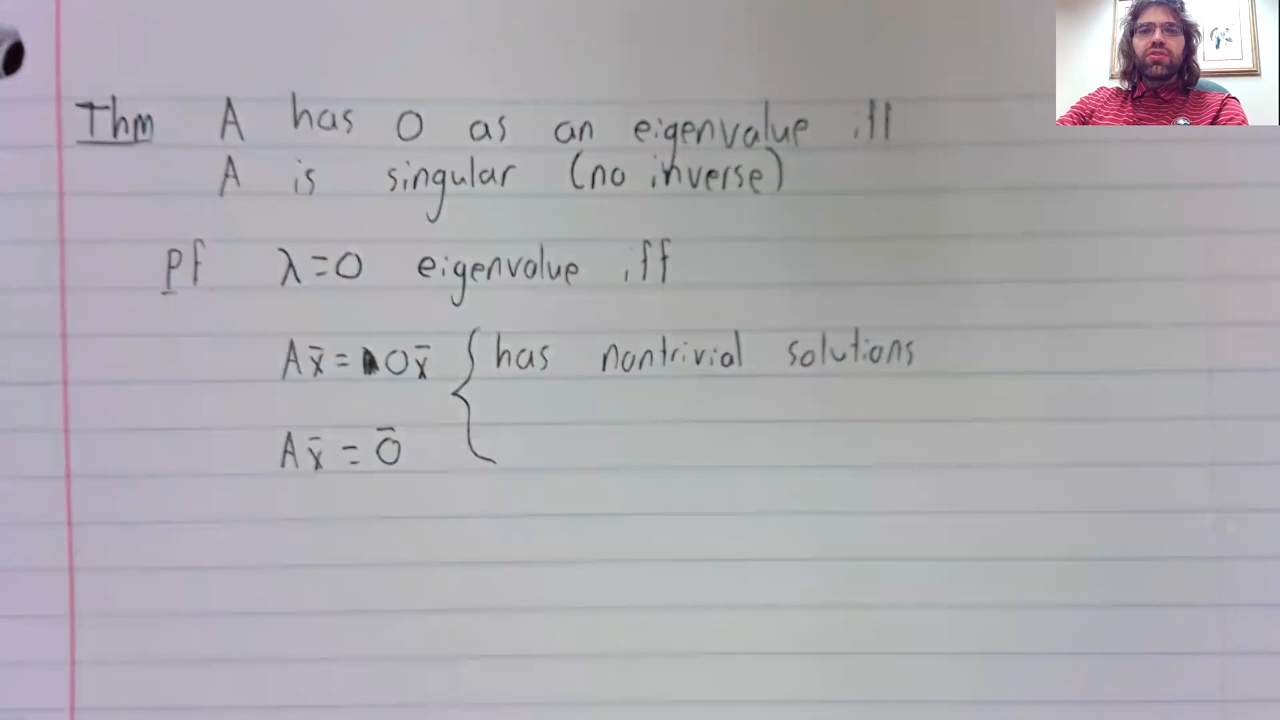 Thm A has 0 as an eigenvalue iff
A is singular (no inverse)
Pf λ=0 eigenvalue iff
Ax̄ = 0x̄ { has nontrivial solutions
Ax̄ = 0̄